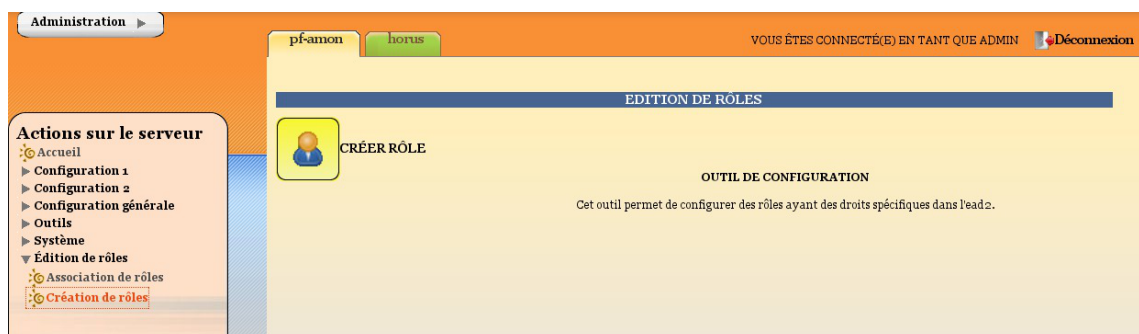 Administration
pf-amon
horus
VOUS ÊTES CONNECTÉ(E) EN TANT QUE ADMIN
Déconnexion
EDITION DE RÔLES
Actions sur le serveur
Accueil
Configuration 1
Configuration 2
Configuration générale
Outils
Système
Édition de rôles
Association de rôles
Création de rôles
CRÉER RÔLE
OUTIL DE CONFIGURATION
Cet outil permet de configurer des rôles ayant des droits spécifiques dans l'ead2.